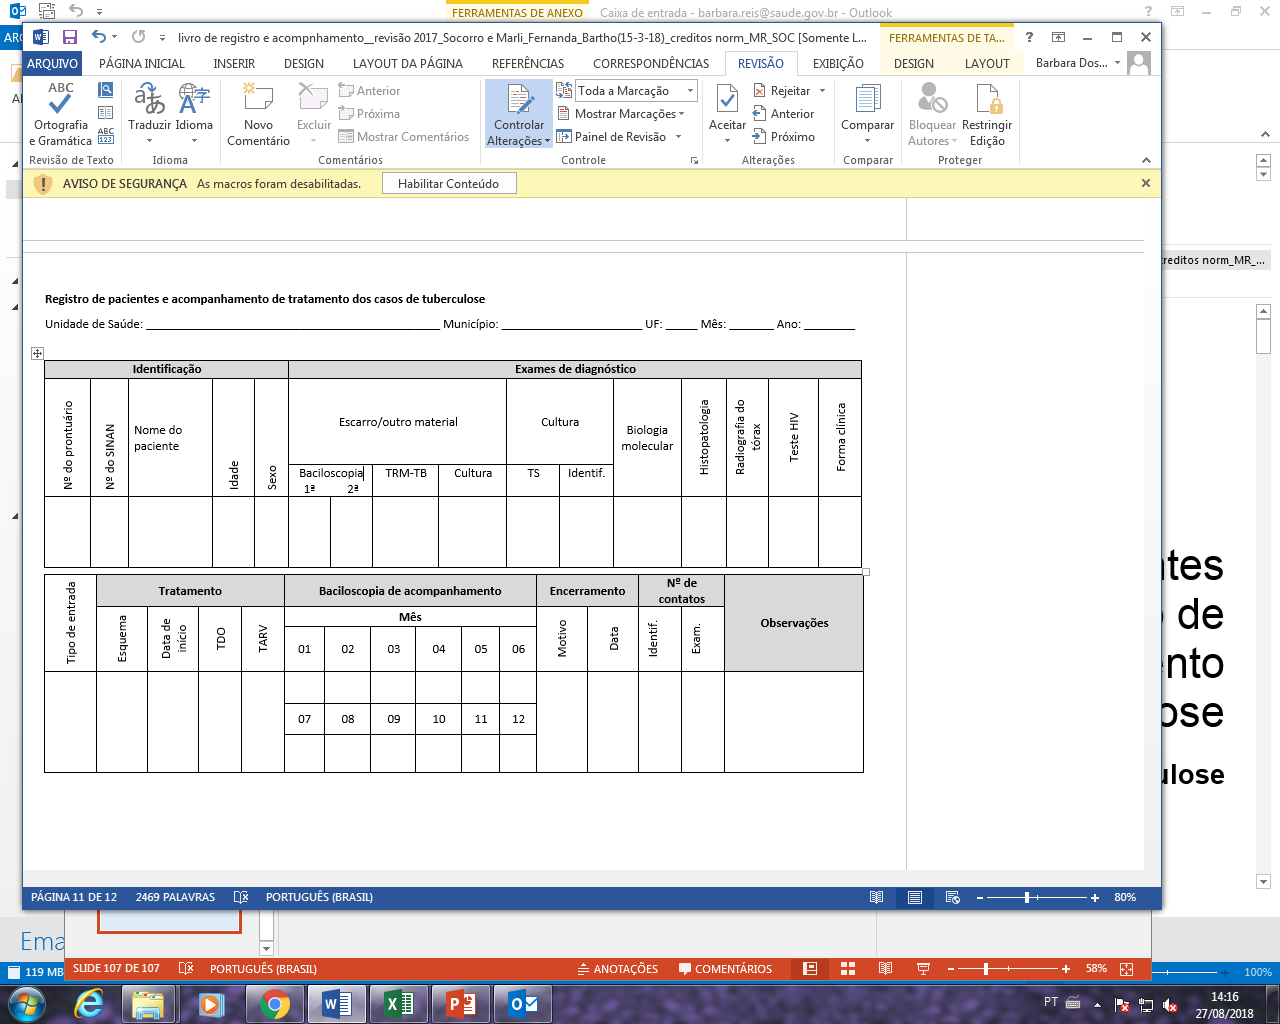 FERRAMENTAS DE ANEXO
Caixa de entrada - barbara.reis@saude.gov.br - Outlook
livro de registro e acompnhamento__revisão 2017_Socorro e Marli_Fernanda_Bartho(15-3-18)_creditos norm_MR_SOC [Somente L...
FERRAMENTAS DE TA...
ARQUIVO PÁGINA INICIAL INSERIR DESIGN LAYOUT DA PÁGINA REFERÊNCIAS CORRESPONDÊNCIAS REVISÃO EXIBIÇÃO DESIGN LAYOUT Barbara Dos...
Ortografia e Gramática
Traduzir
Idioma
Novo Comentário
Excluir
Anterior
Próxima
Mostrar Comentários
Controlar Alterações
Toda a Marcação
Mostrar Marcações
Painel de Revisão
Aceitar
Rejeitar
Anterior
Próximo
Comparar
Bloquear Autores
Restringir Edição
Revisão de Texto Idioma Comentários Controle Alterações Comparar Proteger
AVISO DE SEGURANÇA As macros foram desabilitadas. Habilitar Conteúdo
creditos norm_MR_...
Registro de pacientes e acompanhamento de tratamento dos casos de tuberculose
Unidade de Saúde: ______ Município: ______ UF: _____ Mês: _______ Ano: ________
Identificação Exames de diagnóstico
Nº do prontuário
Nº do SINAN
Nome do paciente
Idade
Sexo
Escarro/outro material
Cultura
Biologia molecular
Histopatologia
Radiografia do tórax
Teste HIV
Forma clínica
Baciloscopia TRM-TB Cultura TS Identif.
1ª 2ª
Tipo de entrada
Tratamento
Baciloscopia de acompanhamento
Encerramento
Nº de contatos
Observações
Esquema
Data de início
TDO
TARV
Mês
Motivo
Data
Identif.
Exam.
01 02 03 04 05 06
07 08 09 10 11 12
ntes
de
ento
ose
ulose
PÁGINA 11 DE 12 2469 PALAVRAS PORTUGUÊS (BRASIL) 80%
Ema
SLIDE 107 DE 107 PORTUGUÊS (BRASIL) ANOTAÇÕES COMENTÁRIOS 58%
119 MB
100%
PT
14:16
27/08/2018